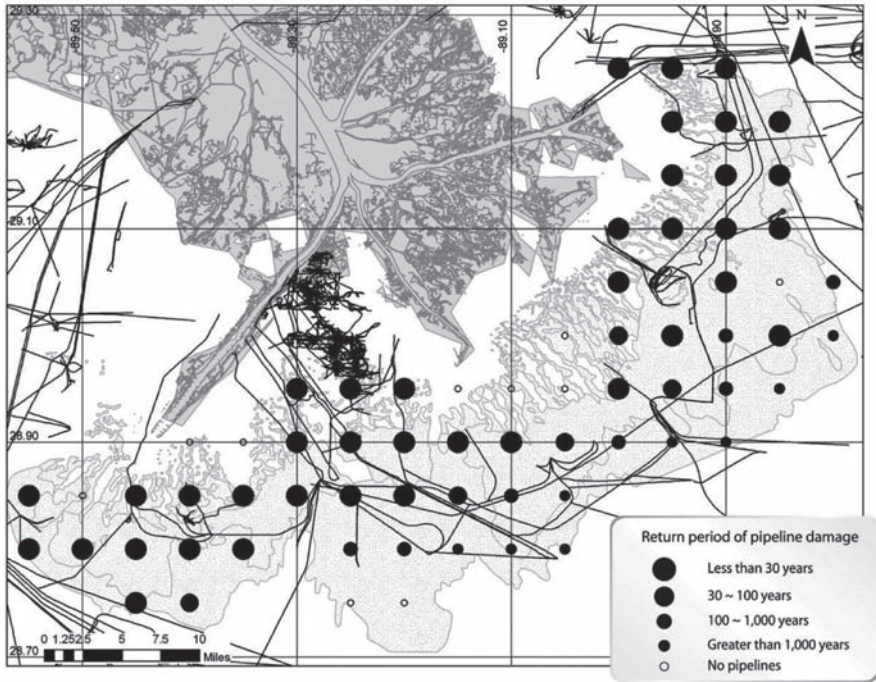 29.30
-89.50
-89.30
-89.10
-88.90
N
29.10
28.90
28.70
0 1.252.5 5 7.5 10
Miles
Return period of pipeline damage
Less than 30 years
30 ~ 100 years
100 ~ 1,000 years
Greater than 1,000 years
No pipelines